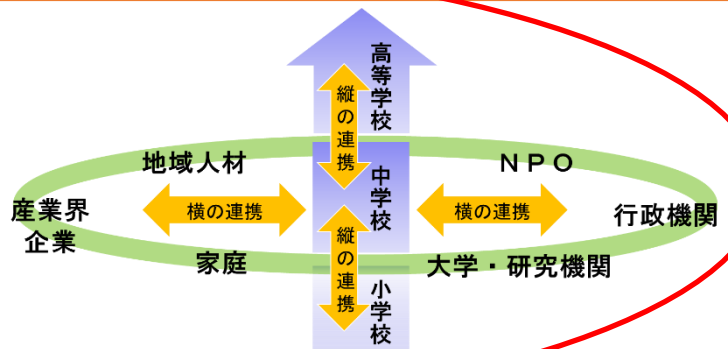 高等学校
縦の連携
地域人材
NPO
中学校
産業界
企業
横の連携
横の連携
行政機関
家庭
縦の連携
大学・研究機関
小学校